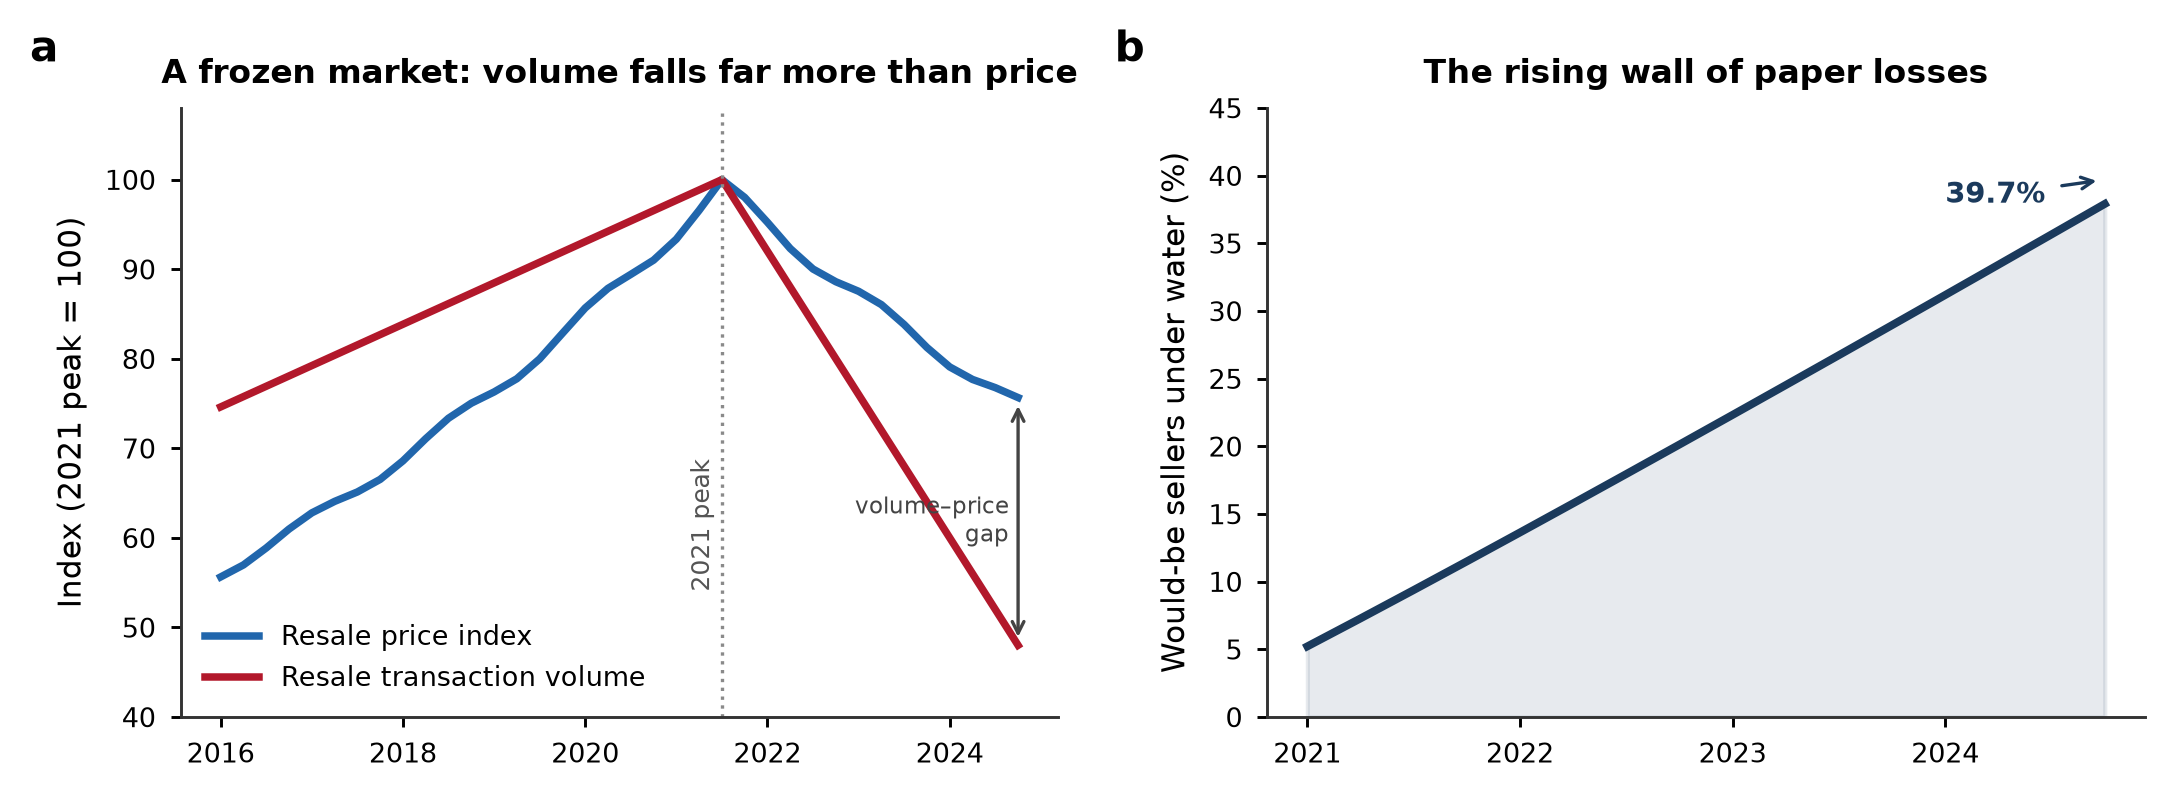 a
A frozen market: volume falls far more than price
Index (2021 peak = 100)
100
90
80
70
60
50
40
2021 peak
volume–price
gap
Resale price index
Resale transaction volume
2016
2018
2020
2022
2024
b
The rising wall of paper losses
Would-be sellers under water (%)
45
40
35
30
25
20
15
10
5
0
39.7%
2021
2022
2023
2024